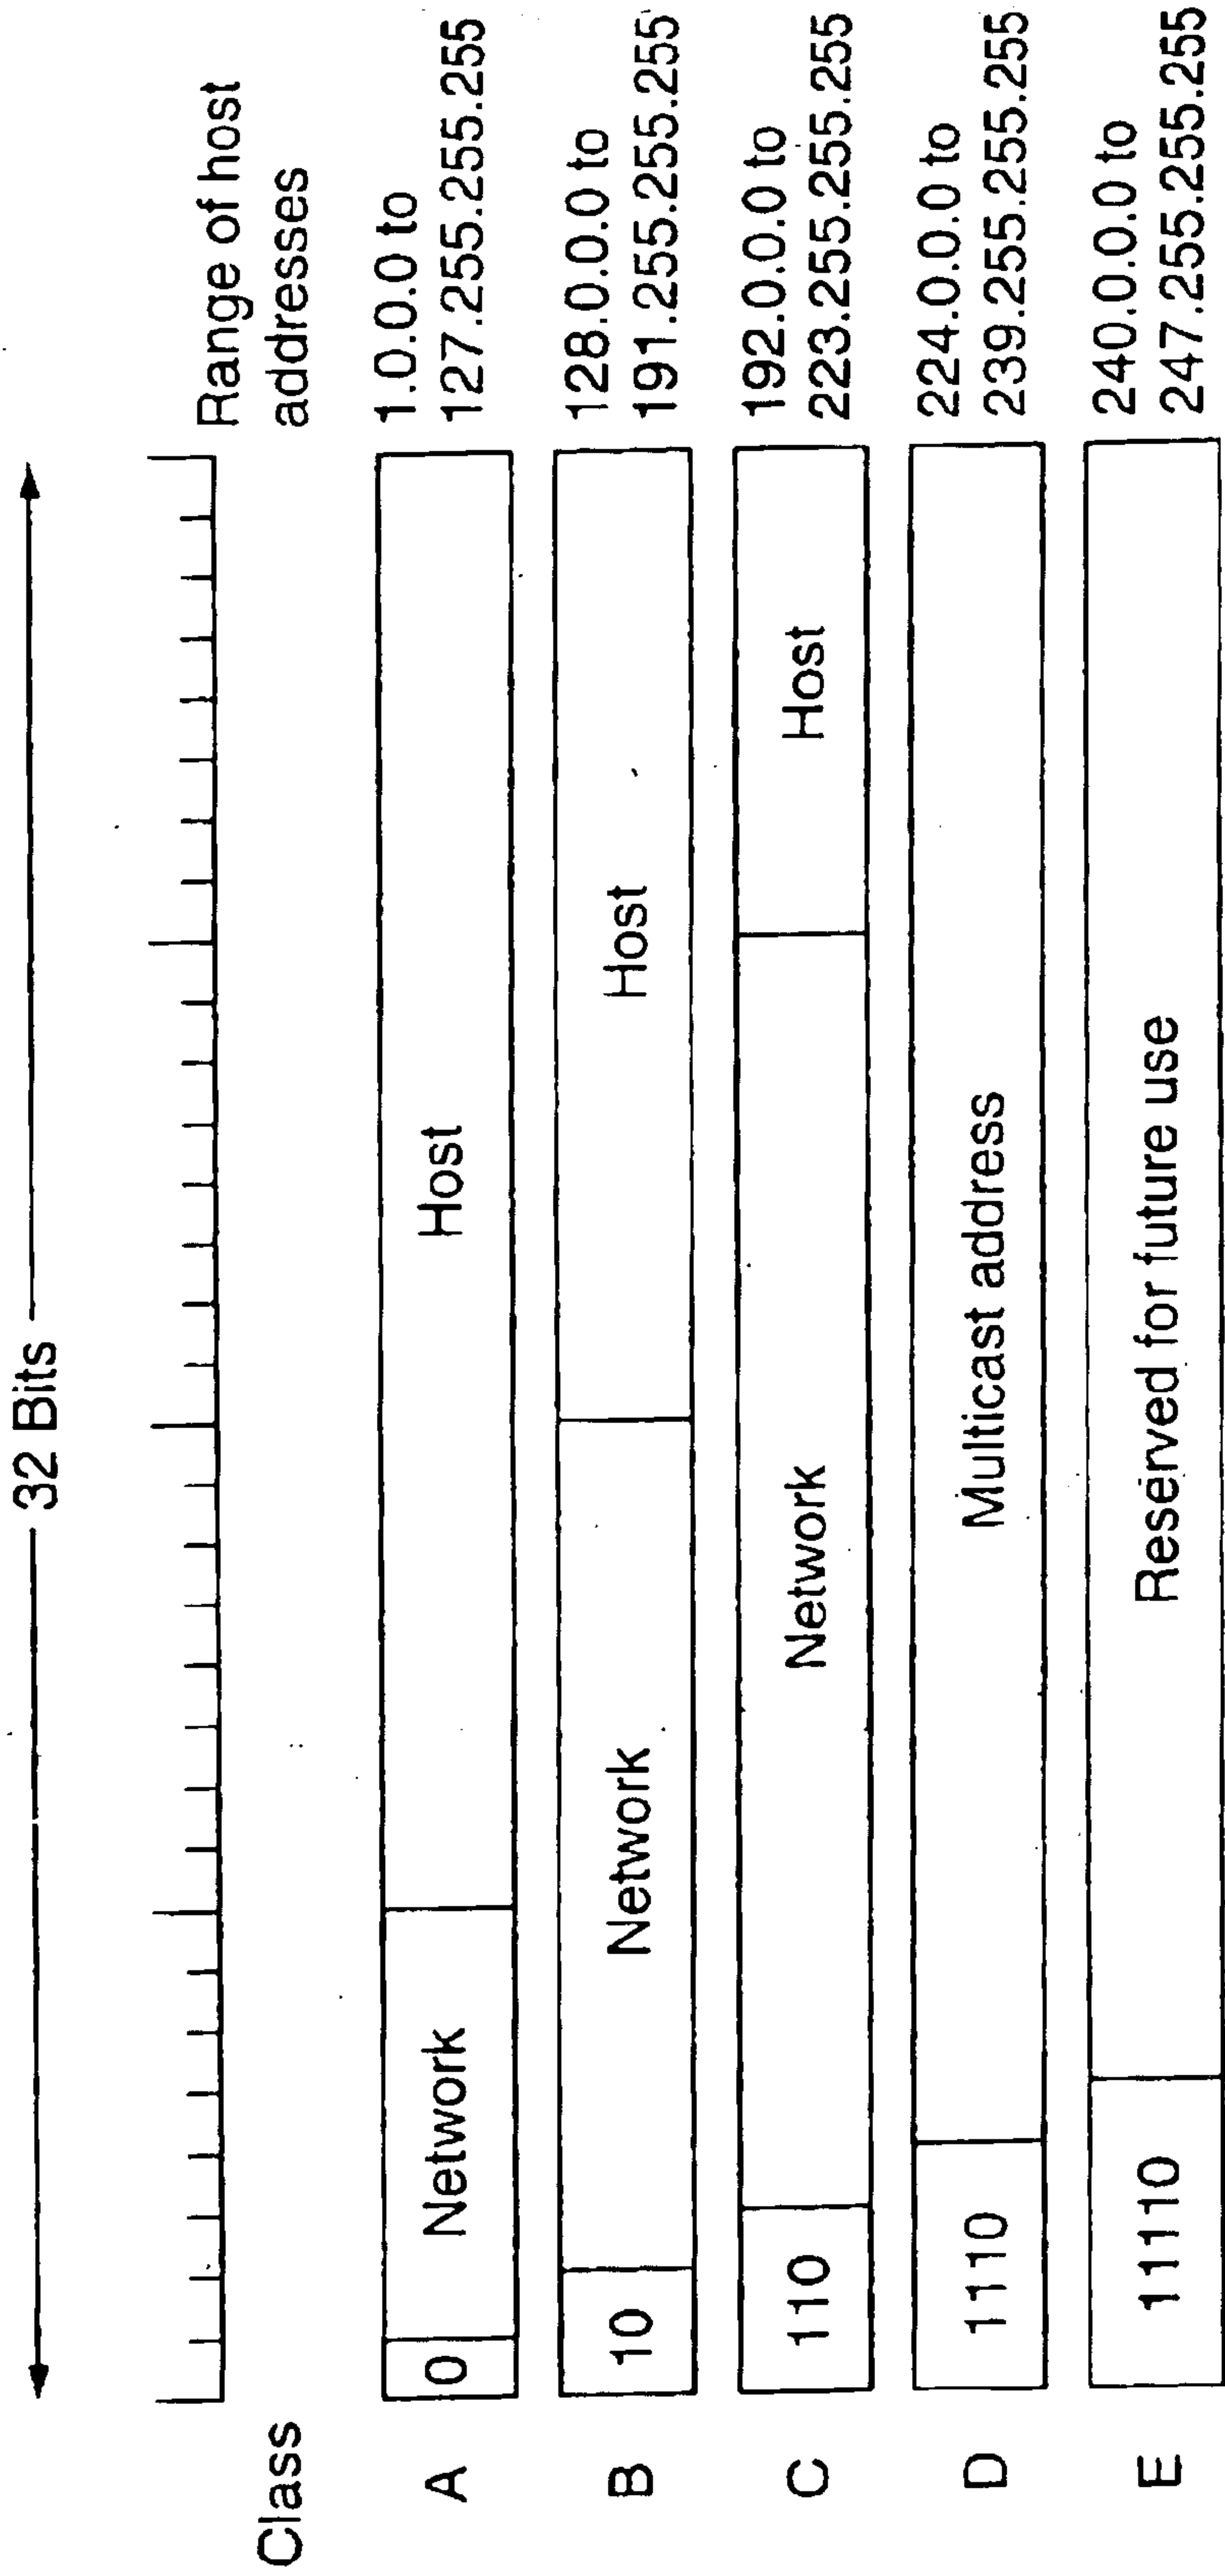 32 Bits
Range of host
addresses
Class
A
0
Network
Host
1.0.0.0 to
127.255.255.255
B
10
Network
Host
128.0.0.0 to
191.255.255.255
C
110
Network
Host
192.0.0.0 to
223.255.255.255
D
1110
Multicast address
224.0.0.0 to
239.255.255.255
E
11110
Reserved for future use
240.0.0.0 to
247.255.255.255